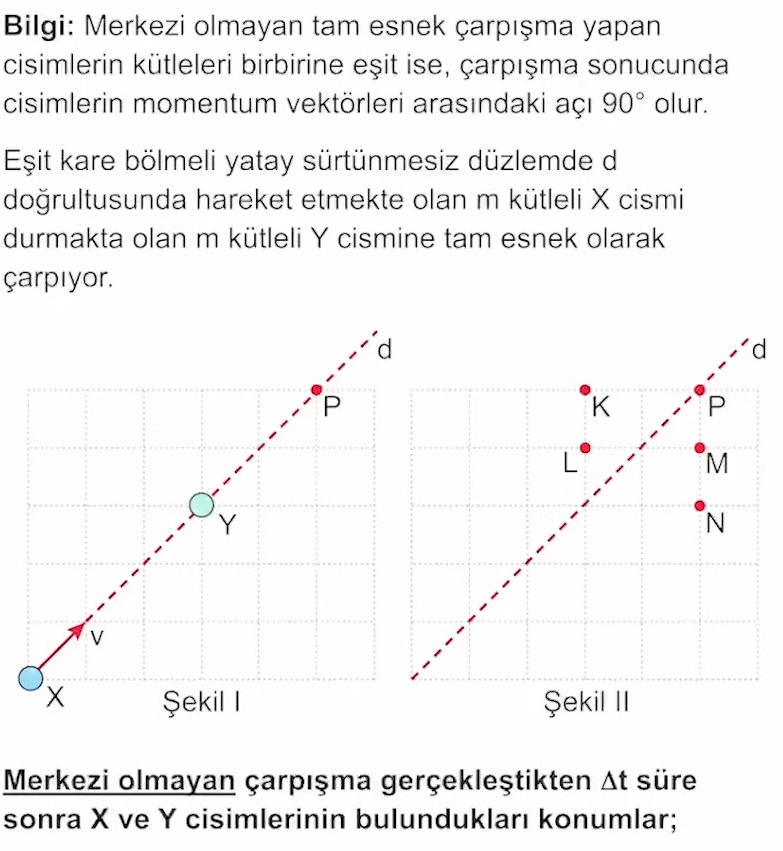 Bilgi: Merkezi olmayan tam esnek çarpışma yapan
cisimlerin kütleleri birbirine eşit ise, çarpışma sonucunda
cisimlerin momentum vektörleri arasındaki açı 90° olur.
Eşit kare bölmeli yatay sürtünmesiz düzlemde d
doğrultusunda hareket etmekte olan m kütleli X cismi
durmakta olan m kütleli Y cismine tam esnek olarak
çarpıyor.
d
P
Y
v
X
Şekil I
d
K
P
L
M
N
Şekil II
Merkezi olmayan çarpışma gerçekleştikten Δt süre
sonra X ve Y cisimlerinin bulundukları konumlar;